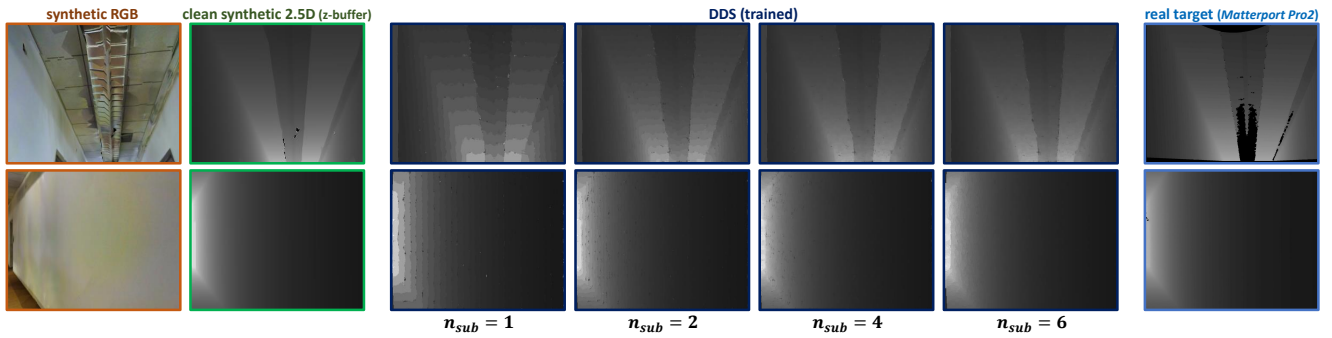 synthetic RGB
clean synthetic 2.5D (z-buffer)
DDS (trained)
real target (Matterport Pro2)
n_sub = 1
n_sub = 2
n_sub = 4
n_sub = 6